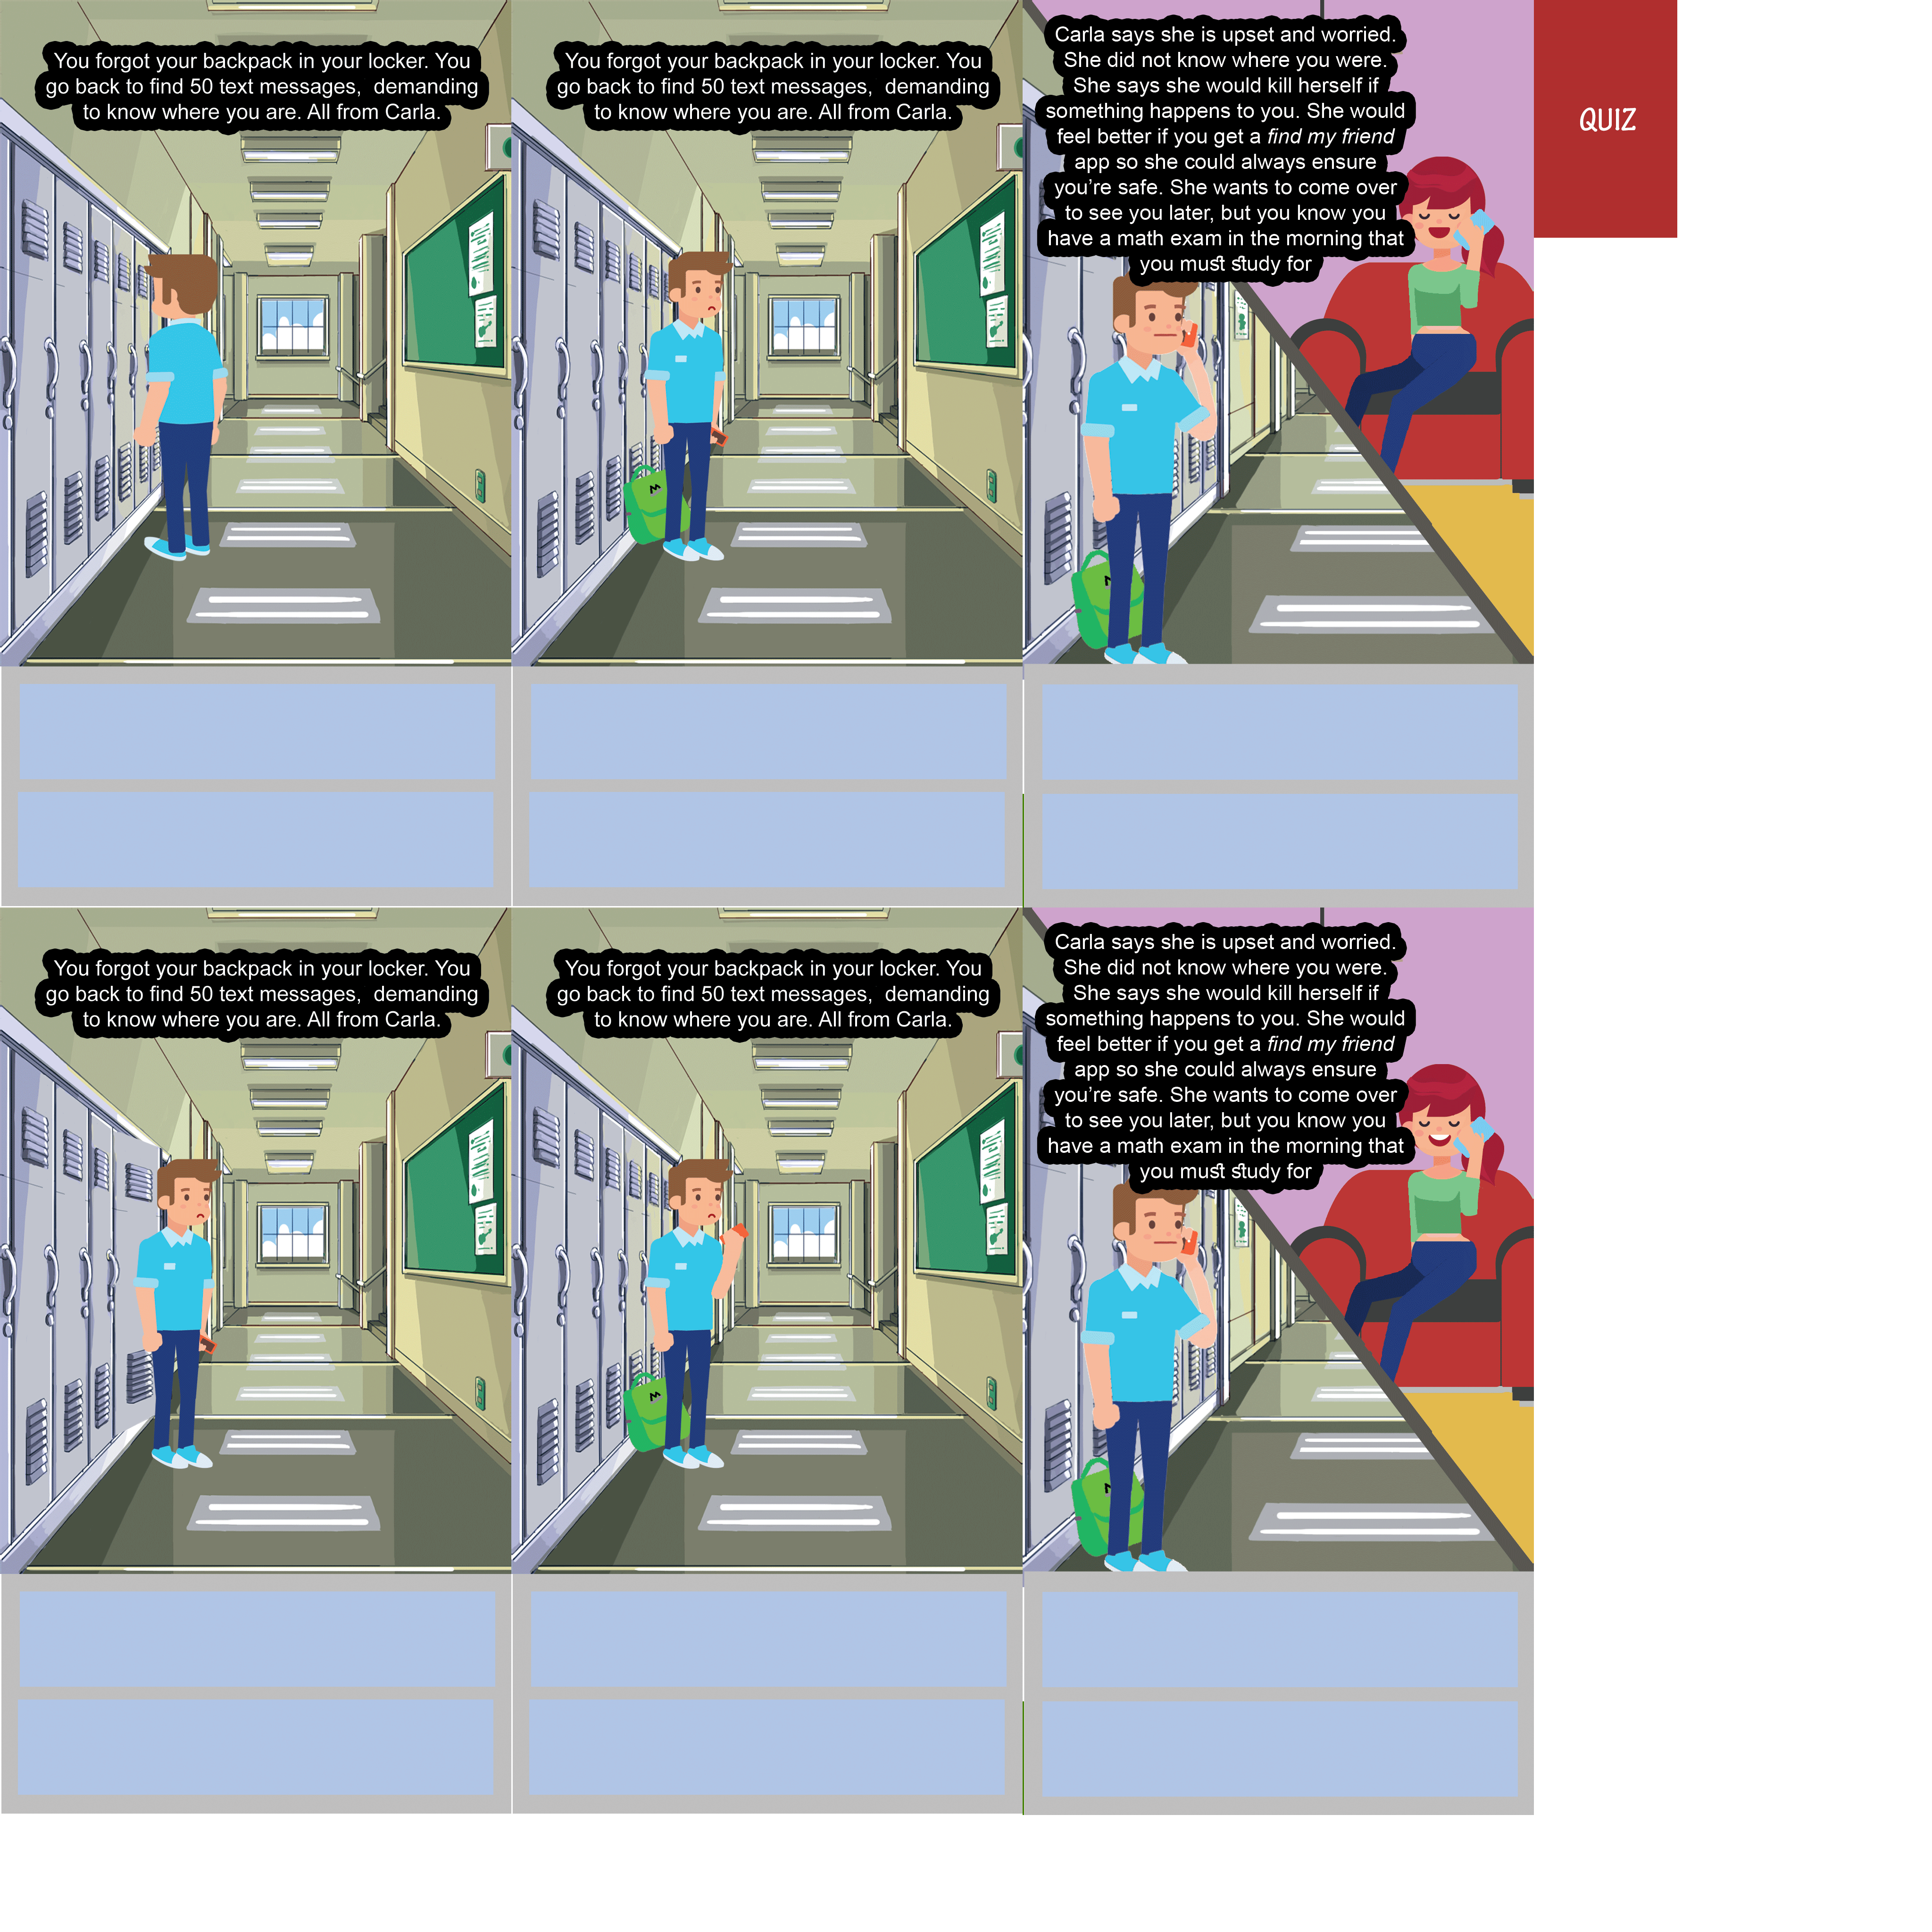 You forgot your backpack in your locker. You
go back to find 50 text messages,  demanding
to know where you are. All from Carla.
You forgot your backpack in your locker. You
go back to find 50 text messages,  demanding
to know where you are. All from Carla.
Carla says she is upset and worried.
She did not know where you were.
She says she would kill herself if
something happens to you. She would
feel better if you get a find my friend
app so she could always ensure
you're safe. She wants to come over
to see you later, but you know you
have a math exam in the morning that
you must study for
QUIZ
You forgot your backpack in your locker. You
go back to find 50 text messages,  demanding
to know where you are. All from Carla.
You forgot your backpack in your locker. You
go back to find 50 text messages,  demanding
to know where you are. All from Carla.
Carla says she is upset and worried.
She did not know where you were.
She says she would kill herself if
something happens to you. She would
feel better if you get a find my friend
app so she could always ensure
you're safe. She wants to come over
to see you later, but you know you
have a math exam in the morning that
you must study for